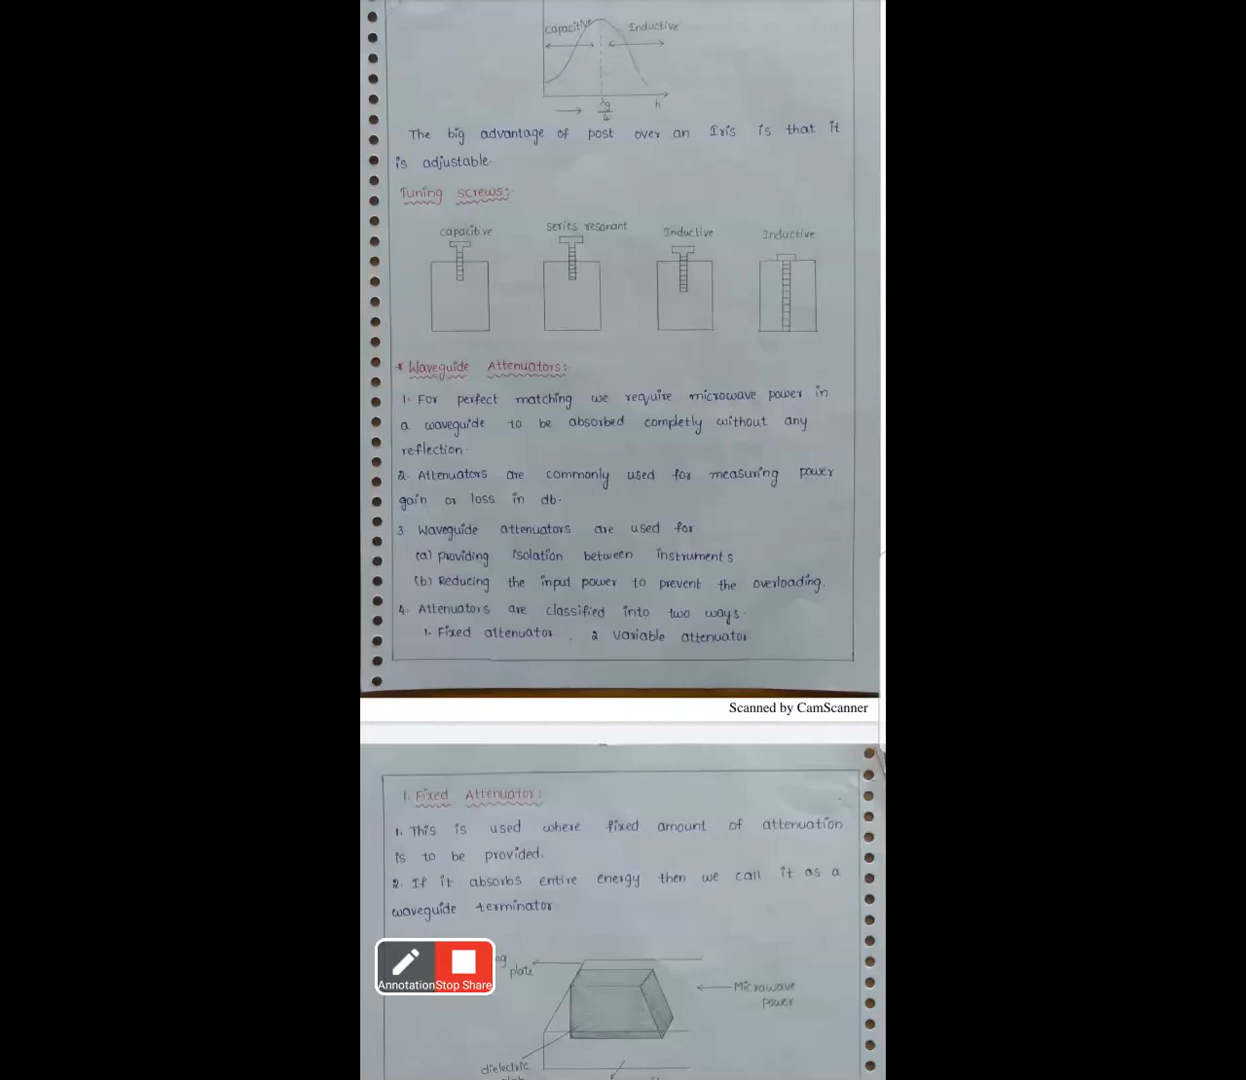 capacitive
Inductive
λg
4
h
The big advantage of post over an Iris is that it
is adjustable.
Tuning screws:
capacitive
series resonant
Inductive
Inductive
* Waveguide Attenuators:
1. For perfect matching we require microwave power in
a waveguide to be absorbed completly without any
reflection.
2. Attenuators are commonly used for measuring power
gain or loss in db.
3 Waveguide attenuators are used for
(a) providing isolation between instruments
(b) Reducing the input power to prevent the overloading.
4. Attenuators are classified into two ways.
1. Fixed attenuator. 2 Variable attenuator.
Scanned by CamScanner
1. Fixed Attenuator:
1. This is used where fixed amount of attenuation
is to be provided.
2. If it absorbs entire energy then we call it as a
waveguide terminator
plate
Microwave
power
dielectric
Annotation Stop Share